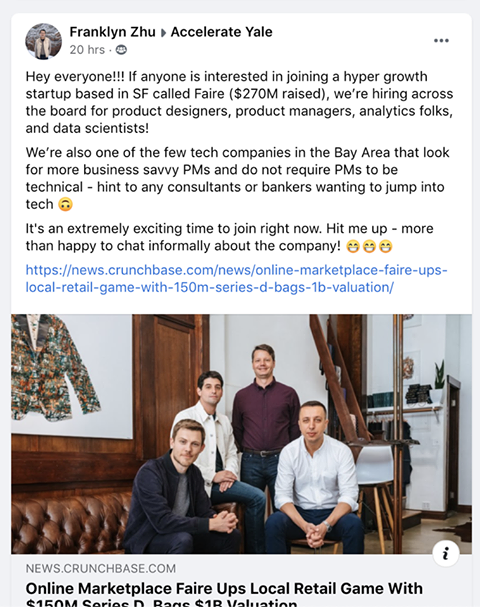 Franklyn Zhu ▸ Accelerate Yale
20 hrs ·
Hey everyone!!! If anyone is interested in joining a hyper growth
startup based in SF called Faire ($270M raised), we’re hiring across
the board for product designers, product managers, analytics folks,
and data scientists!
We’re also one of the few tech companies in the Bay Area that look
for more business savvy PMs and do not require PMs to be
technical - hint to any consultants or bankers wanting to jump into
tech 🙃
It's an extremely exciting time to join right now. Hit me up - more
than happy to chat informally about the company! 😁😁😁
https://news.crunchbase.com/news/online-marketplace-faire-ups-
local-retail-game-with-150m-series-d-bags-1b-valuation/
i
NEWS.CRUNCHBASE.COM
Online Marketplace Faire Ups Local Retail Game With
$150M Series D, Bags $1B Valuation